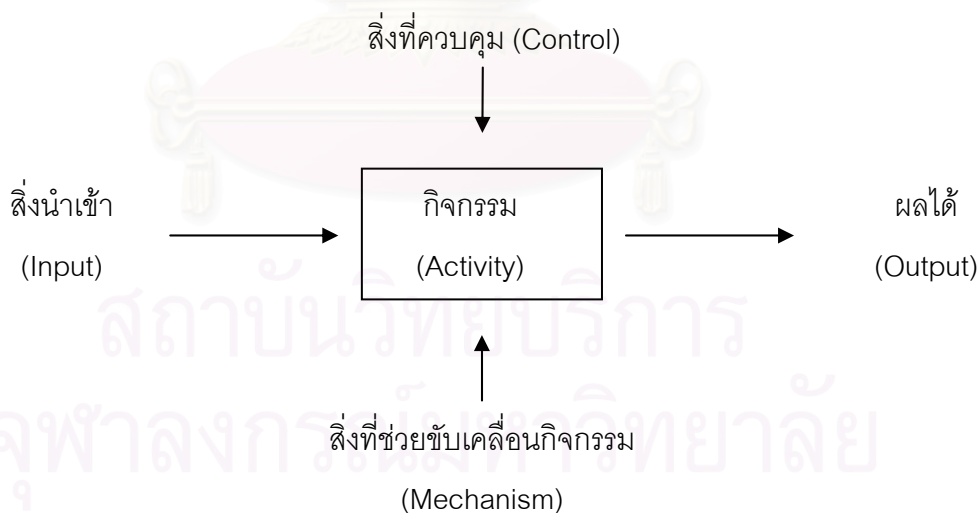 สิ่งที่ควบคุม (Control)
สิ่งนำเข้า
(Input)
กิจกรรม
(Activity)
ผลได้
(Output)
สิ่งที่ช่วยขับเคลื่อนกิจกรรม
(Mechanism)
สถาบันวิทยบริการ
จุฬาลงกรณ์มหาวิทยาลัย